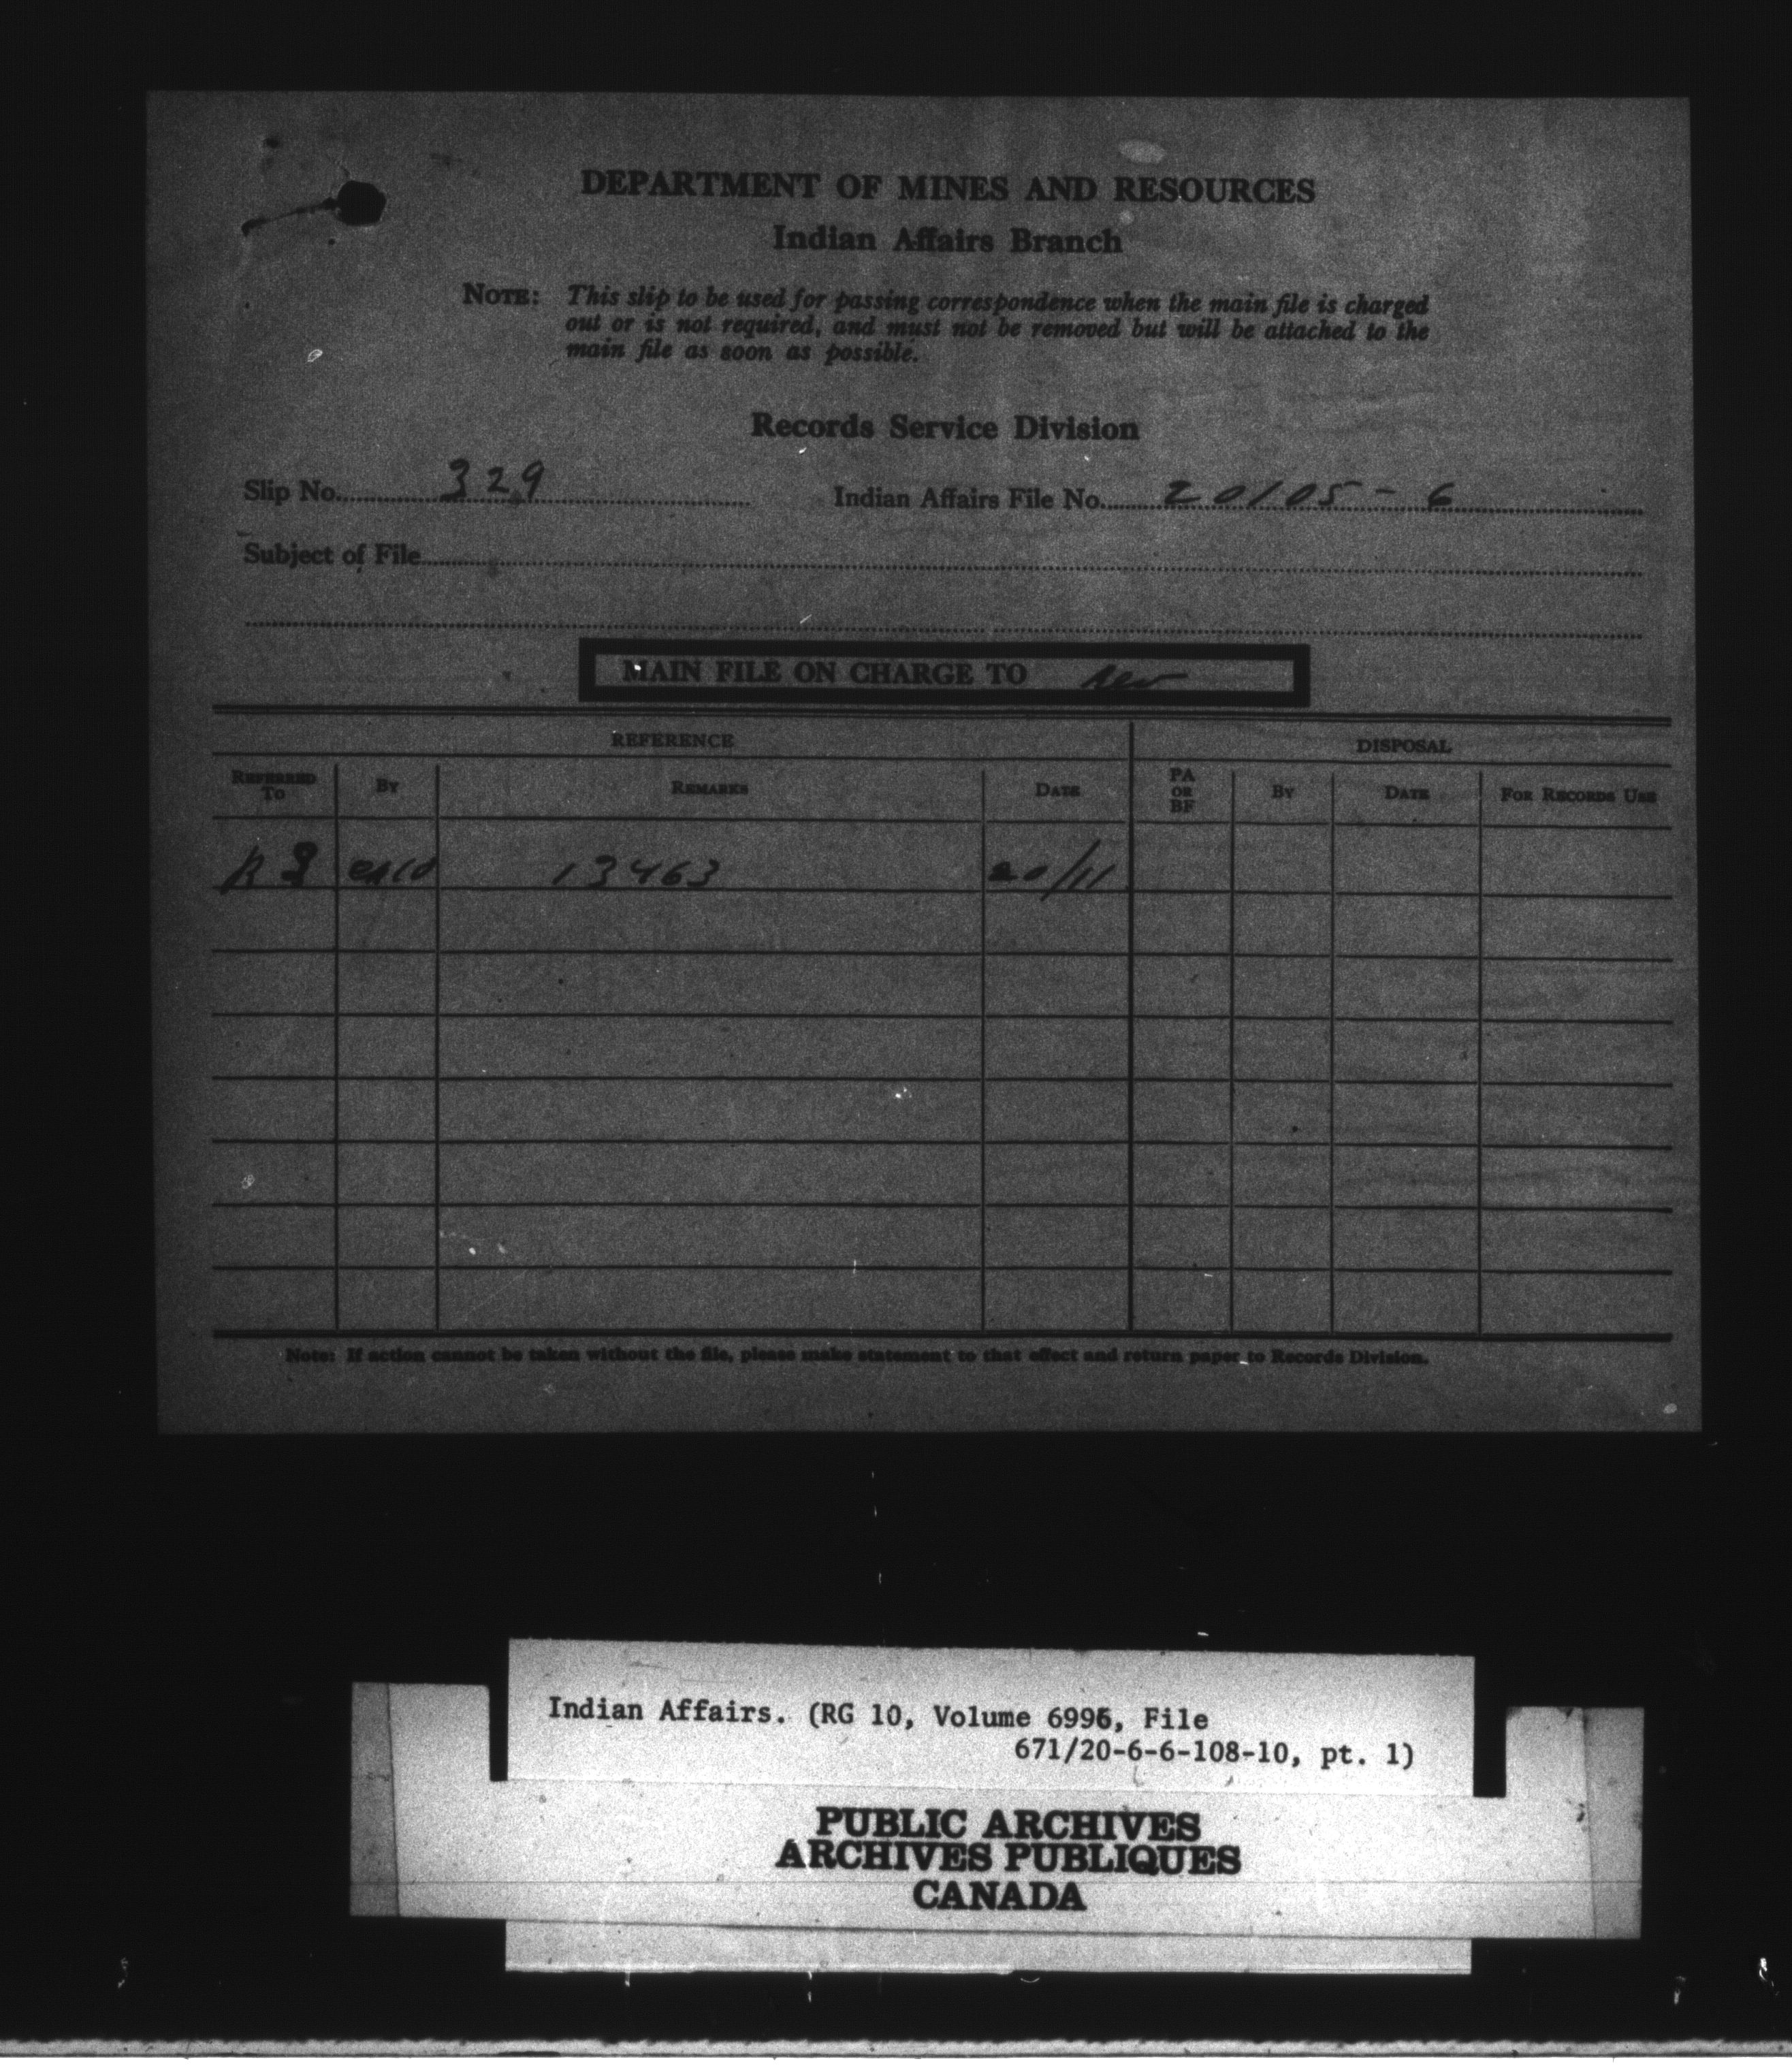 DEPARTMENT OF MINES AND RESOURCES
Indian Affairs Branch
NOTE: This slip to be used for passing correspondence when the main file is charged
out or is not required, and must not be removed but will be attached to the
main file as soon as possible.
Records Service Division
Slip No. 329 Indian Affairs File No. 20105-6
Subject of File
MAIN FILE ON CHARGE TO
REFERENCE DISPOSAL
REFERRED TO BY REMARKS DATE PA OR BF BY DATE FOR RECORDS USE
13463 20/11
Note: If action cannot be taken without the file, please make statement to that effect and return paper to Records Division.
Indian Affairs. (RG 10, Volume 6996, File
671/20-6-6-108-10, pt. 1)
PUBLIC ARCHIVES
ARCHIVES PUBLIQUES
CANADA